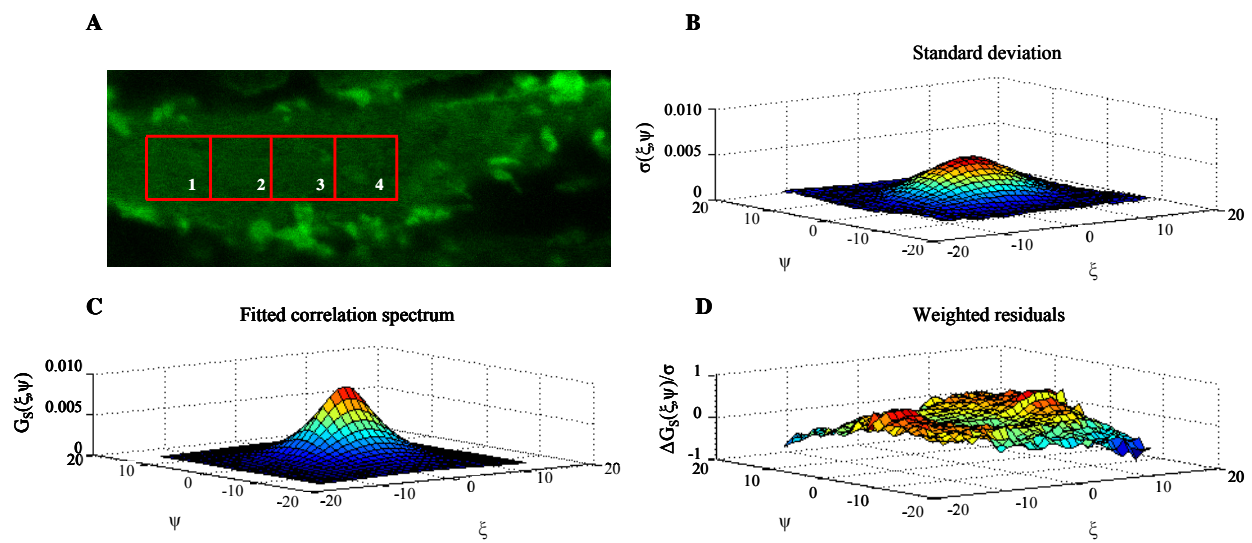 A
1
2
3
4
B
Standard deviation
σ(ξ,ψ)
0.010
0.005
0
20
10
0
-10
-20
ψ
-20
-10
0
10
20
ξ
C
Fitted correlation spectrum
G_S(ξ,ψ)
0.010
0.005
0
20
10
0
-10
-20
ψ
-20
-10
0
10
20
ξ
D
Weighted residuals
ΔG_S(ξ,ψ)/σ
1
0
-1
20
10
0
-10
-20
ψ
-20
-10
0
10
20
ξ